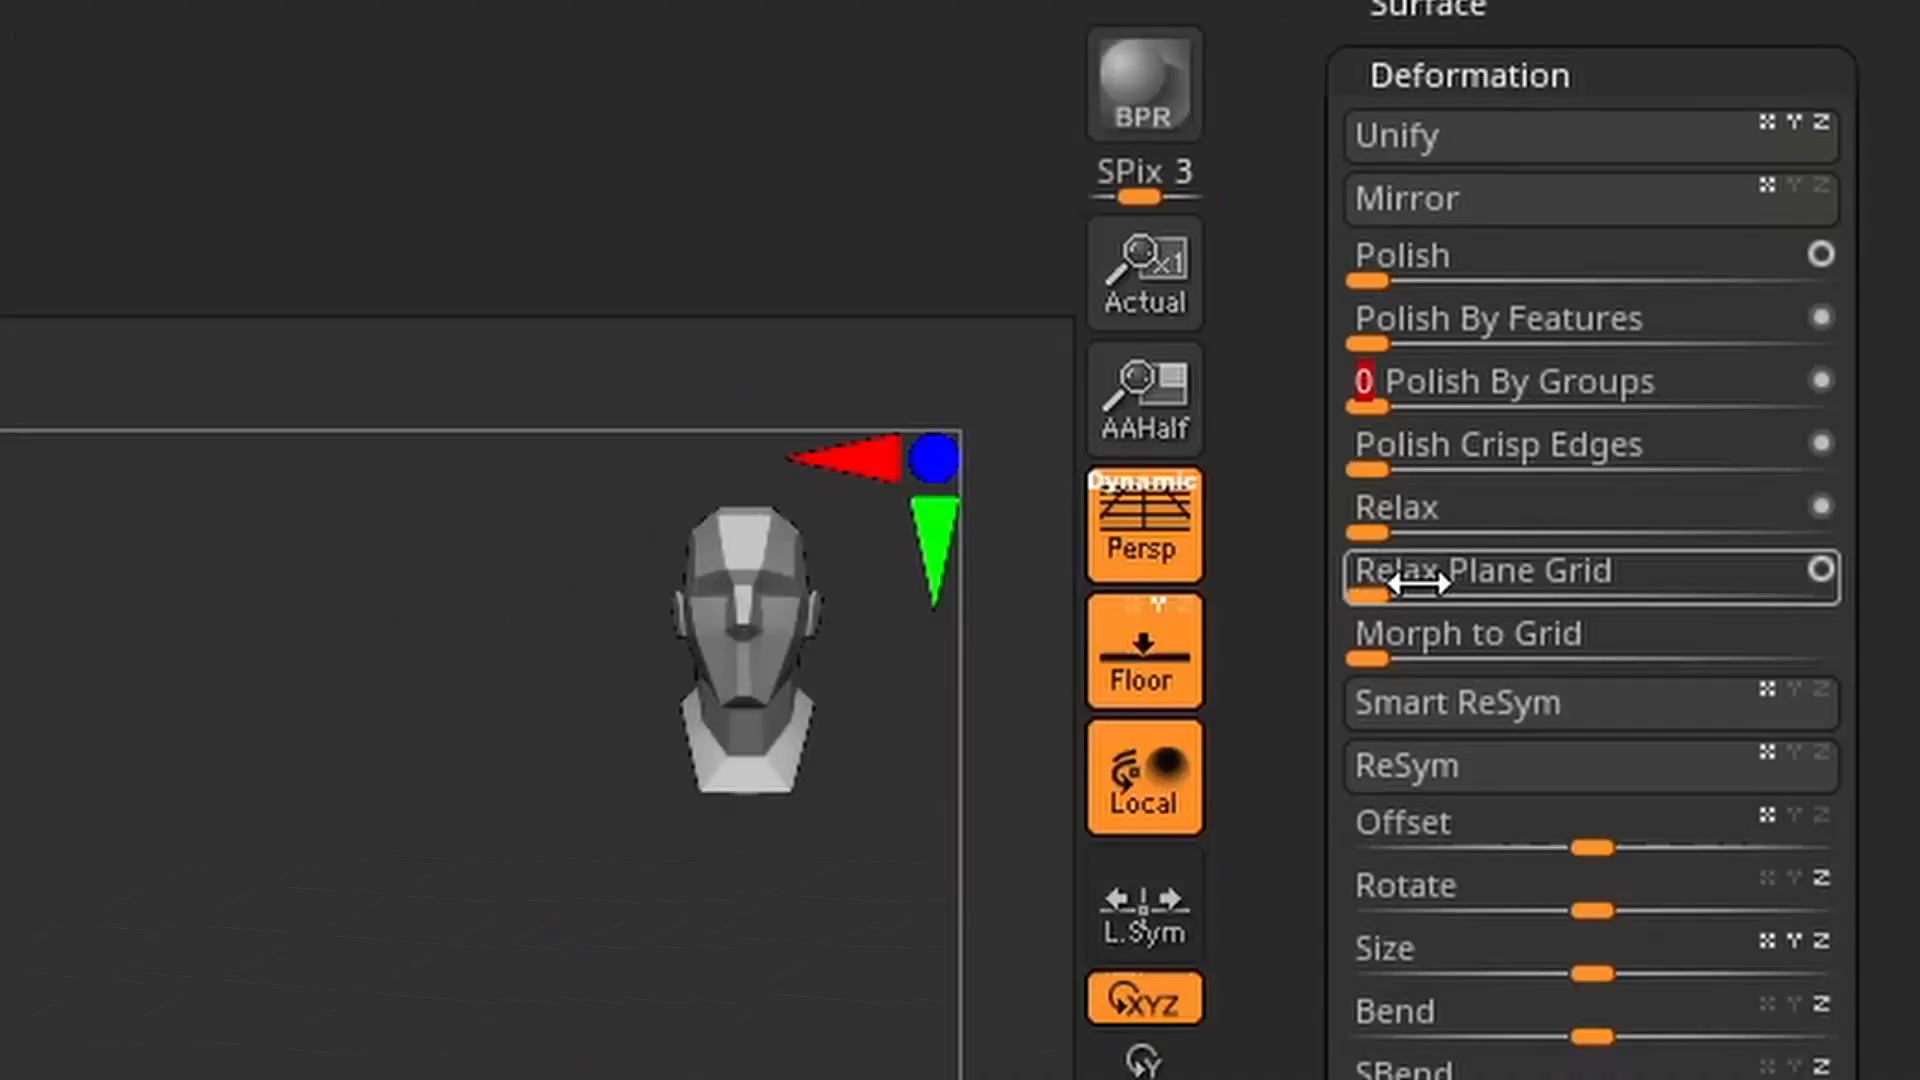 BPR
SPix 3
x1
Actual
AAHalf
Dynamic
Persp
Y
Floor
Local
L.Sym
XYZ
Y
Surface
Deformation
Unify X Y Z
Mirror X Y Z
Polish
Polish By Features
0 Polish By Groups
Polish Crisp Edges
Relax
Relax Plane Grid
Morph to Grid
Smart ReSym X Y Z
ReSym X Y Z
Offset X Y Z
Rotate X Y Z
Size X Y Z
Bend X Y Z
SBend X Y Z